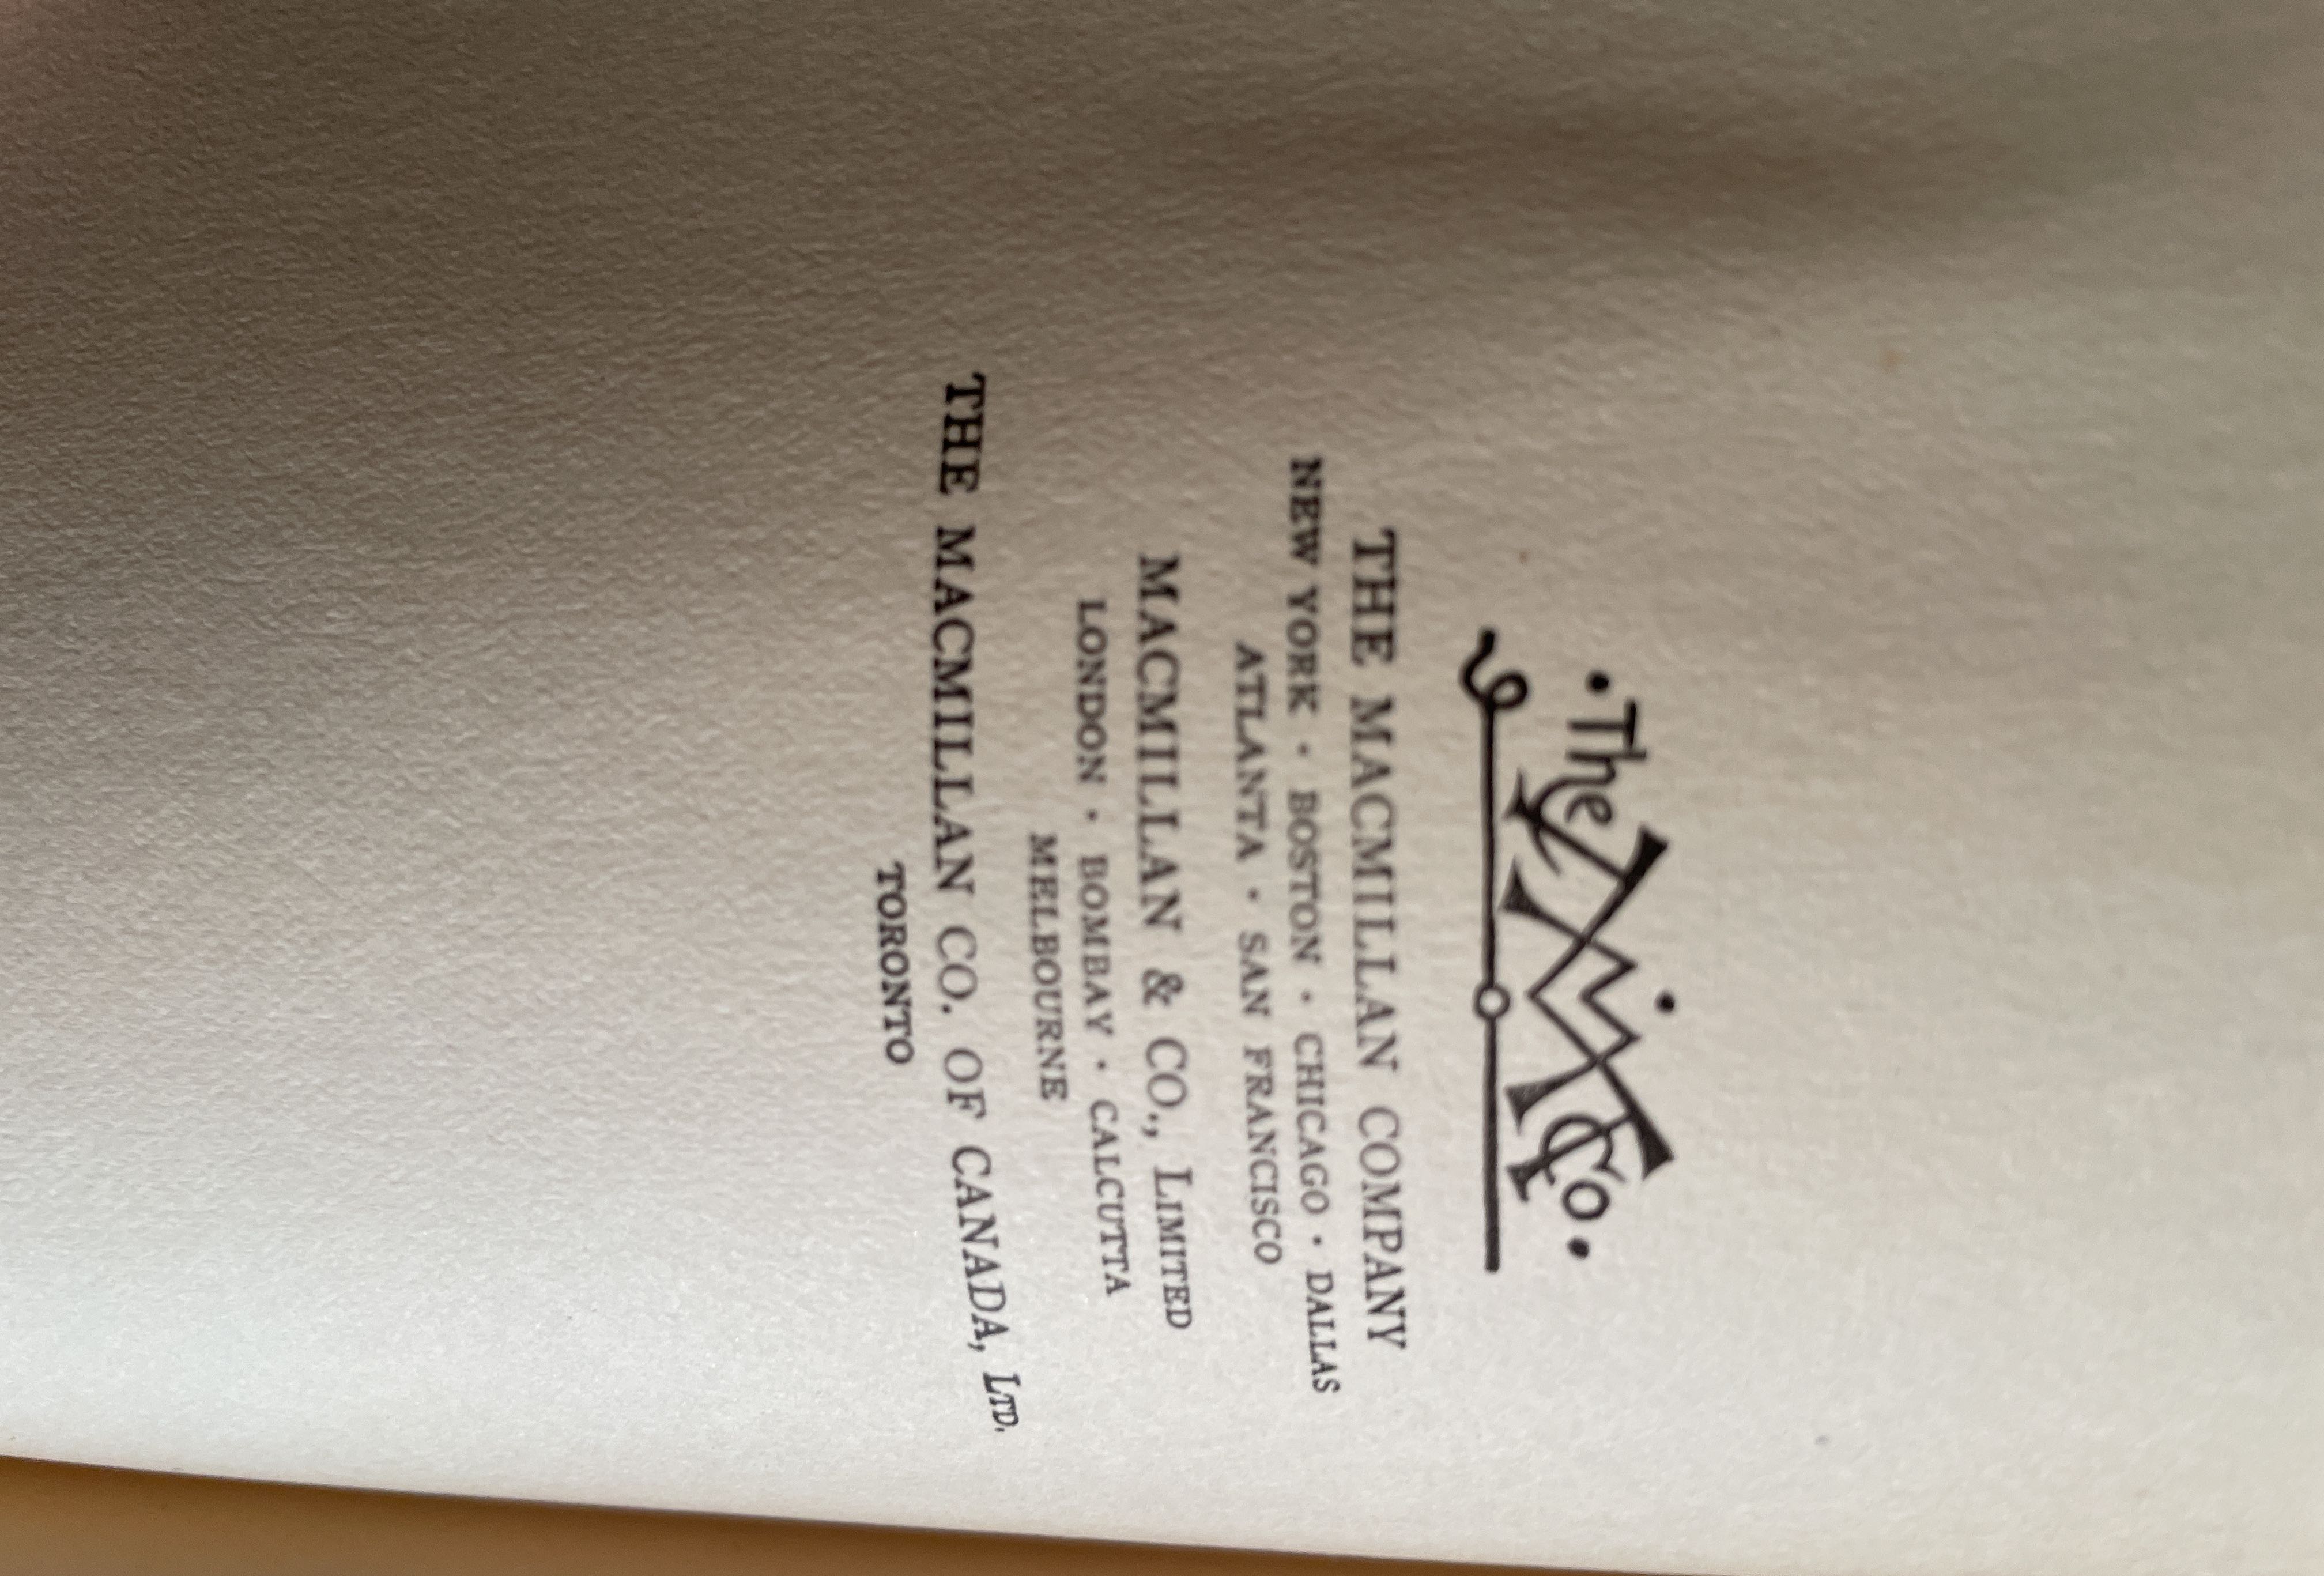 ·The M Co.·
THE MACMILLAN COMPANY
NEW YORK · BOSTON · CHICAGO · DALLAS
ATLANTA · SAN FRANCISCO
MACMILLAN & CO., LIMITED
LONDON · BOMBAY · CALCUTTA
MELBOURNE
THE MACMILLAN CO. OF CANADA, LTD.
TORONTO